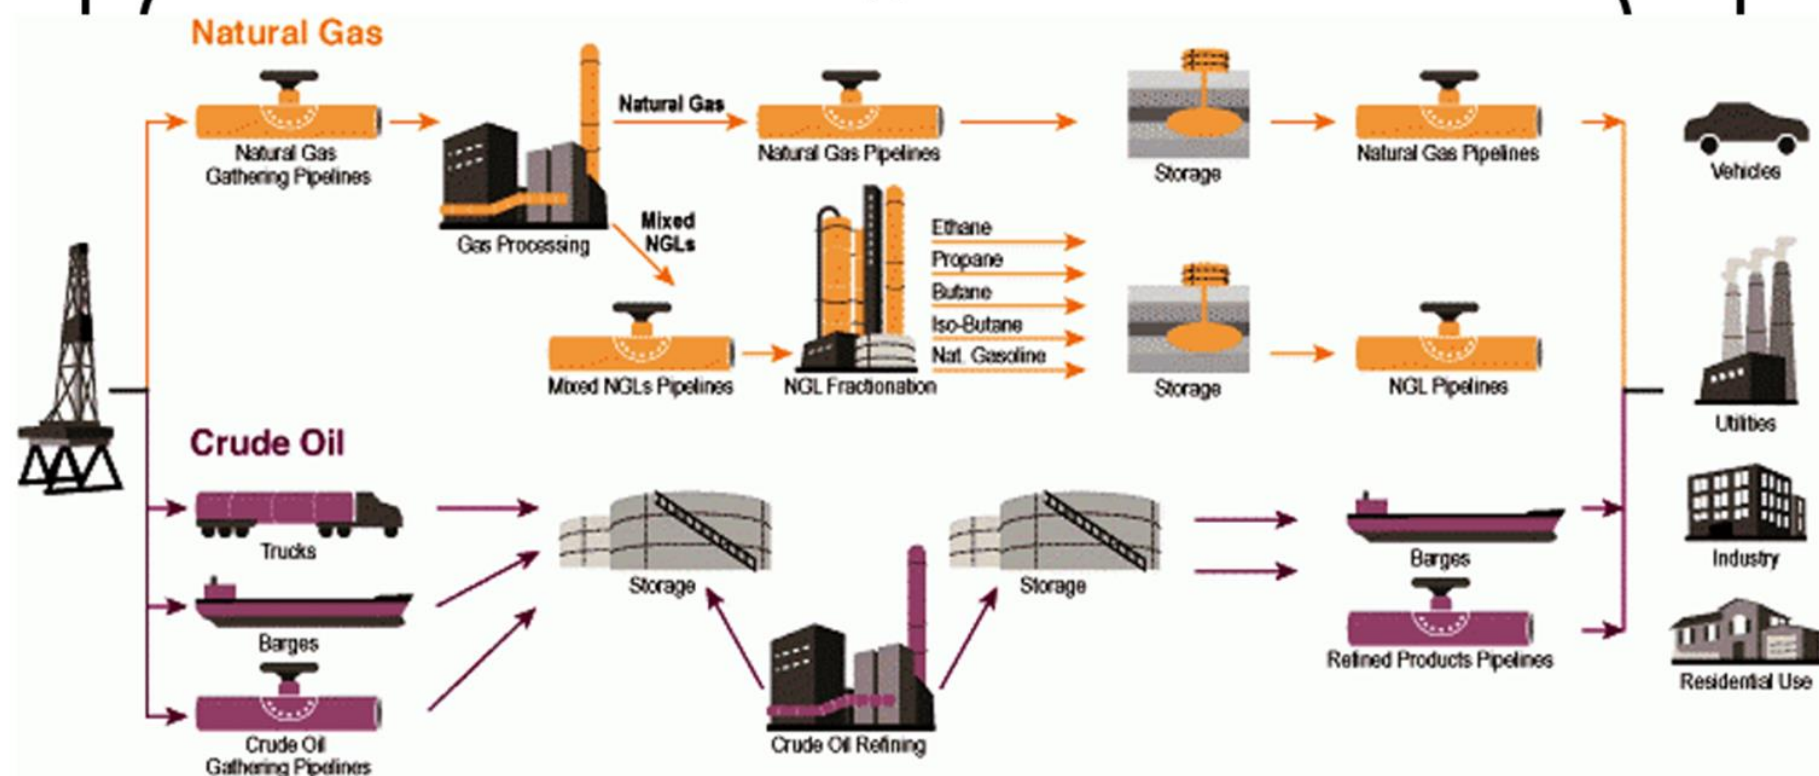 Natural Gas
Natural Gas
Gathering Pipelines
Gas Processing
Natural Gas
Mixed
NGLs
Natural Gas Pipelines
Storage
Natural Gas Pipelines
Mixed NGLs Pipelines
NGL Fractionation
Ethane
Propane
Butane
Iso-Butane
Nat. Gasoline
Storage
NGL Pipelines
Crude Oil
Trucks
Barges
Crude Oil
Gathering Pipelines
Storage
Crude Oil Refining
Storage
Barges
Refined Products Pipelines
Vehicles
Utilities
Industry
Residential Use